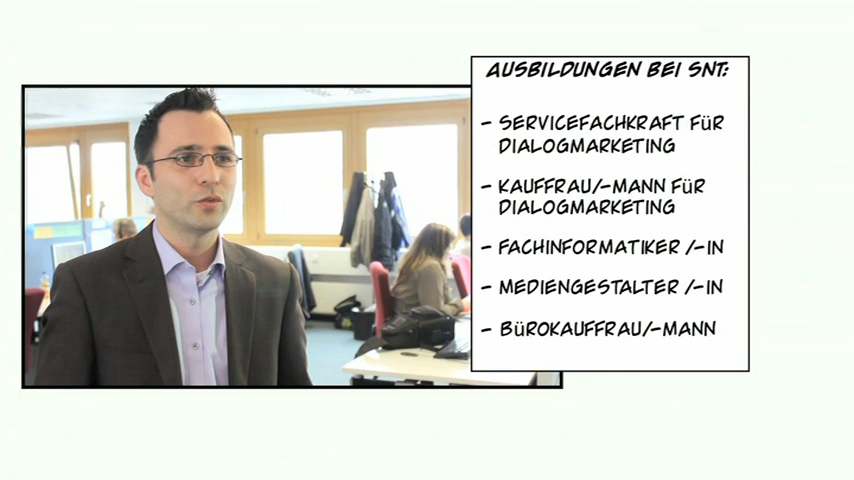 AUSBILDUNGEN BEI SNT:
- SERVICEFACHKRAFT FÜR
DIALOGMARKETING
- KAUFFRAU/-MANN FÜR
DIALOGMARKETING
- FACHINFORMATIKER /-IN
- MEDIENGESTALTER /-IN
- BÜROKAUFFRAU/-MANN